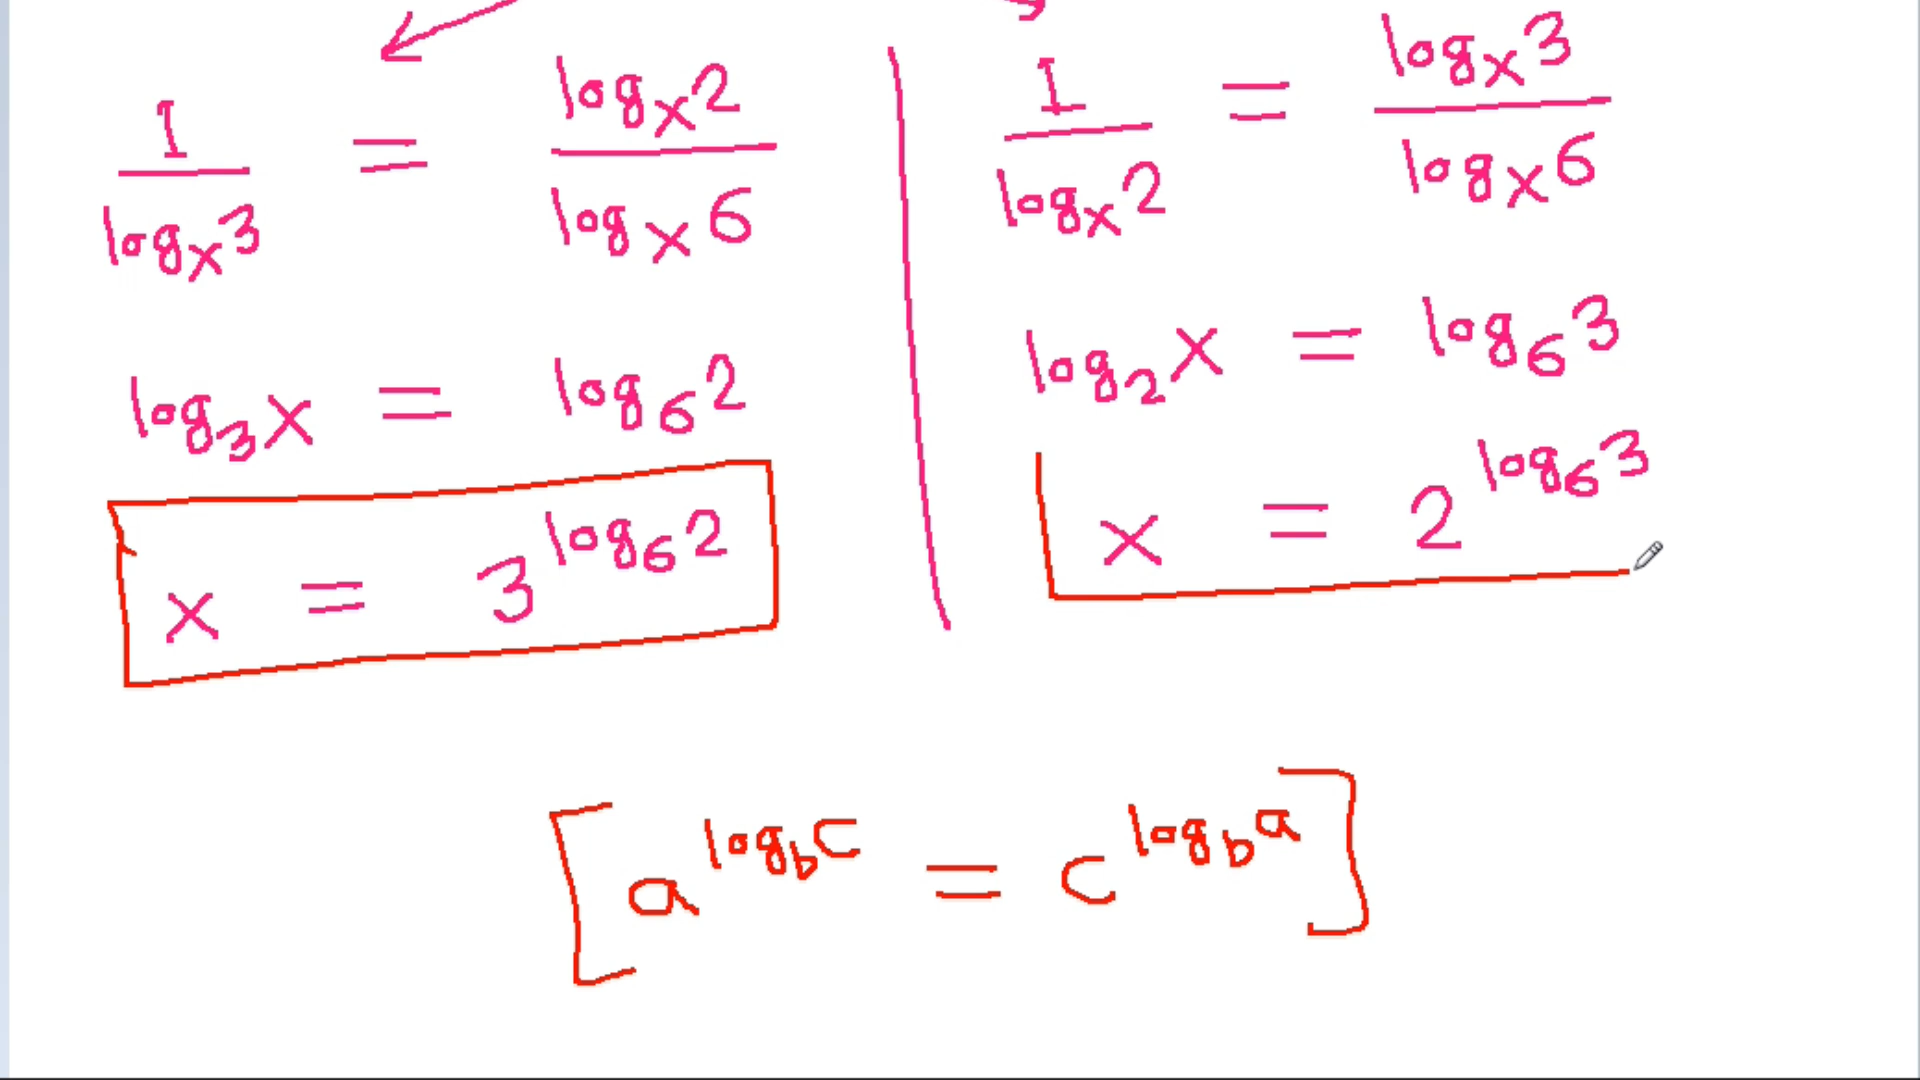 1/log_x 3 = log_x 2/log_x 6
log_3 x = log_6 2
x = 3^(log_6 2)
1/log_x 2 = log_x 3/log_x 6
log_2 x = log_6 3
x = 2^(log_6 3)
[a^(log_b c) = c^(log_b a)]